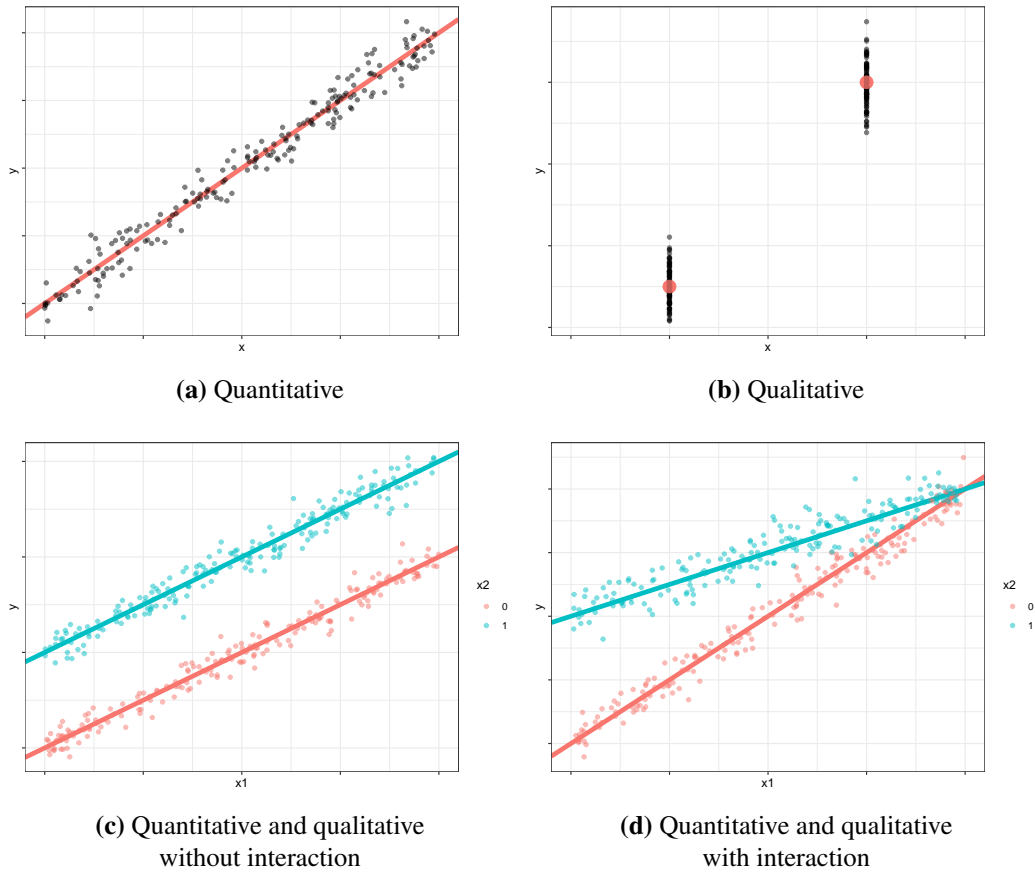 y
x
(a) Quantitative
y
x
(b) Qualitative
y
x1
x2
0
1
(c) Quantitative and qualitative
without interaction
y
x1
x2
0
1
(d) Quantitative and qualitative
with interaction